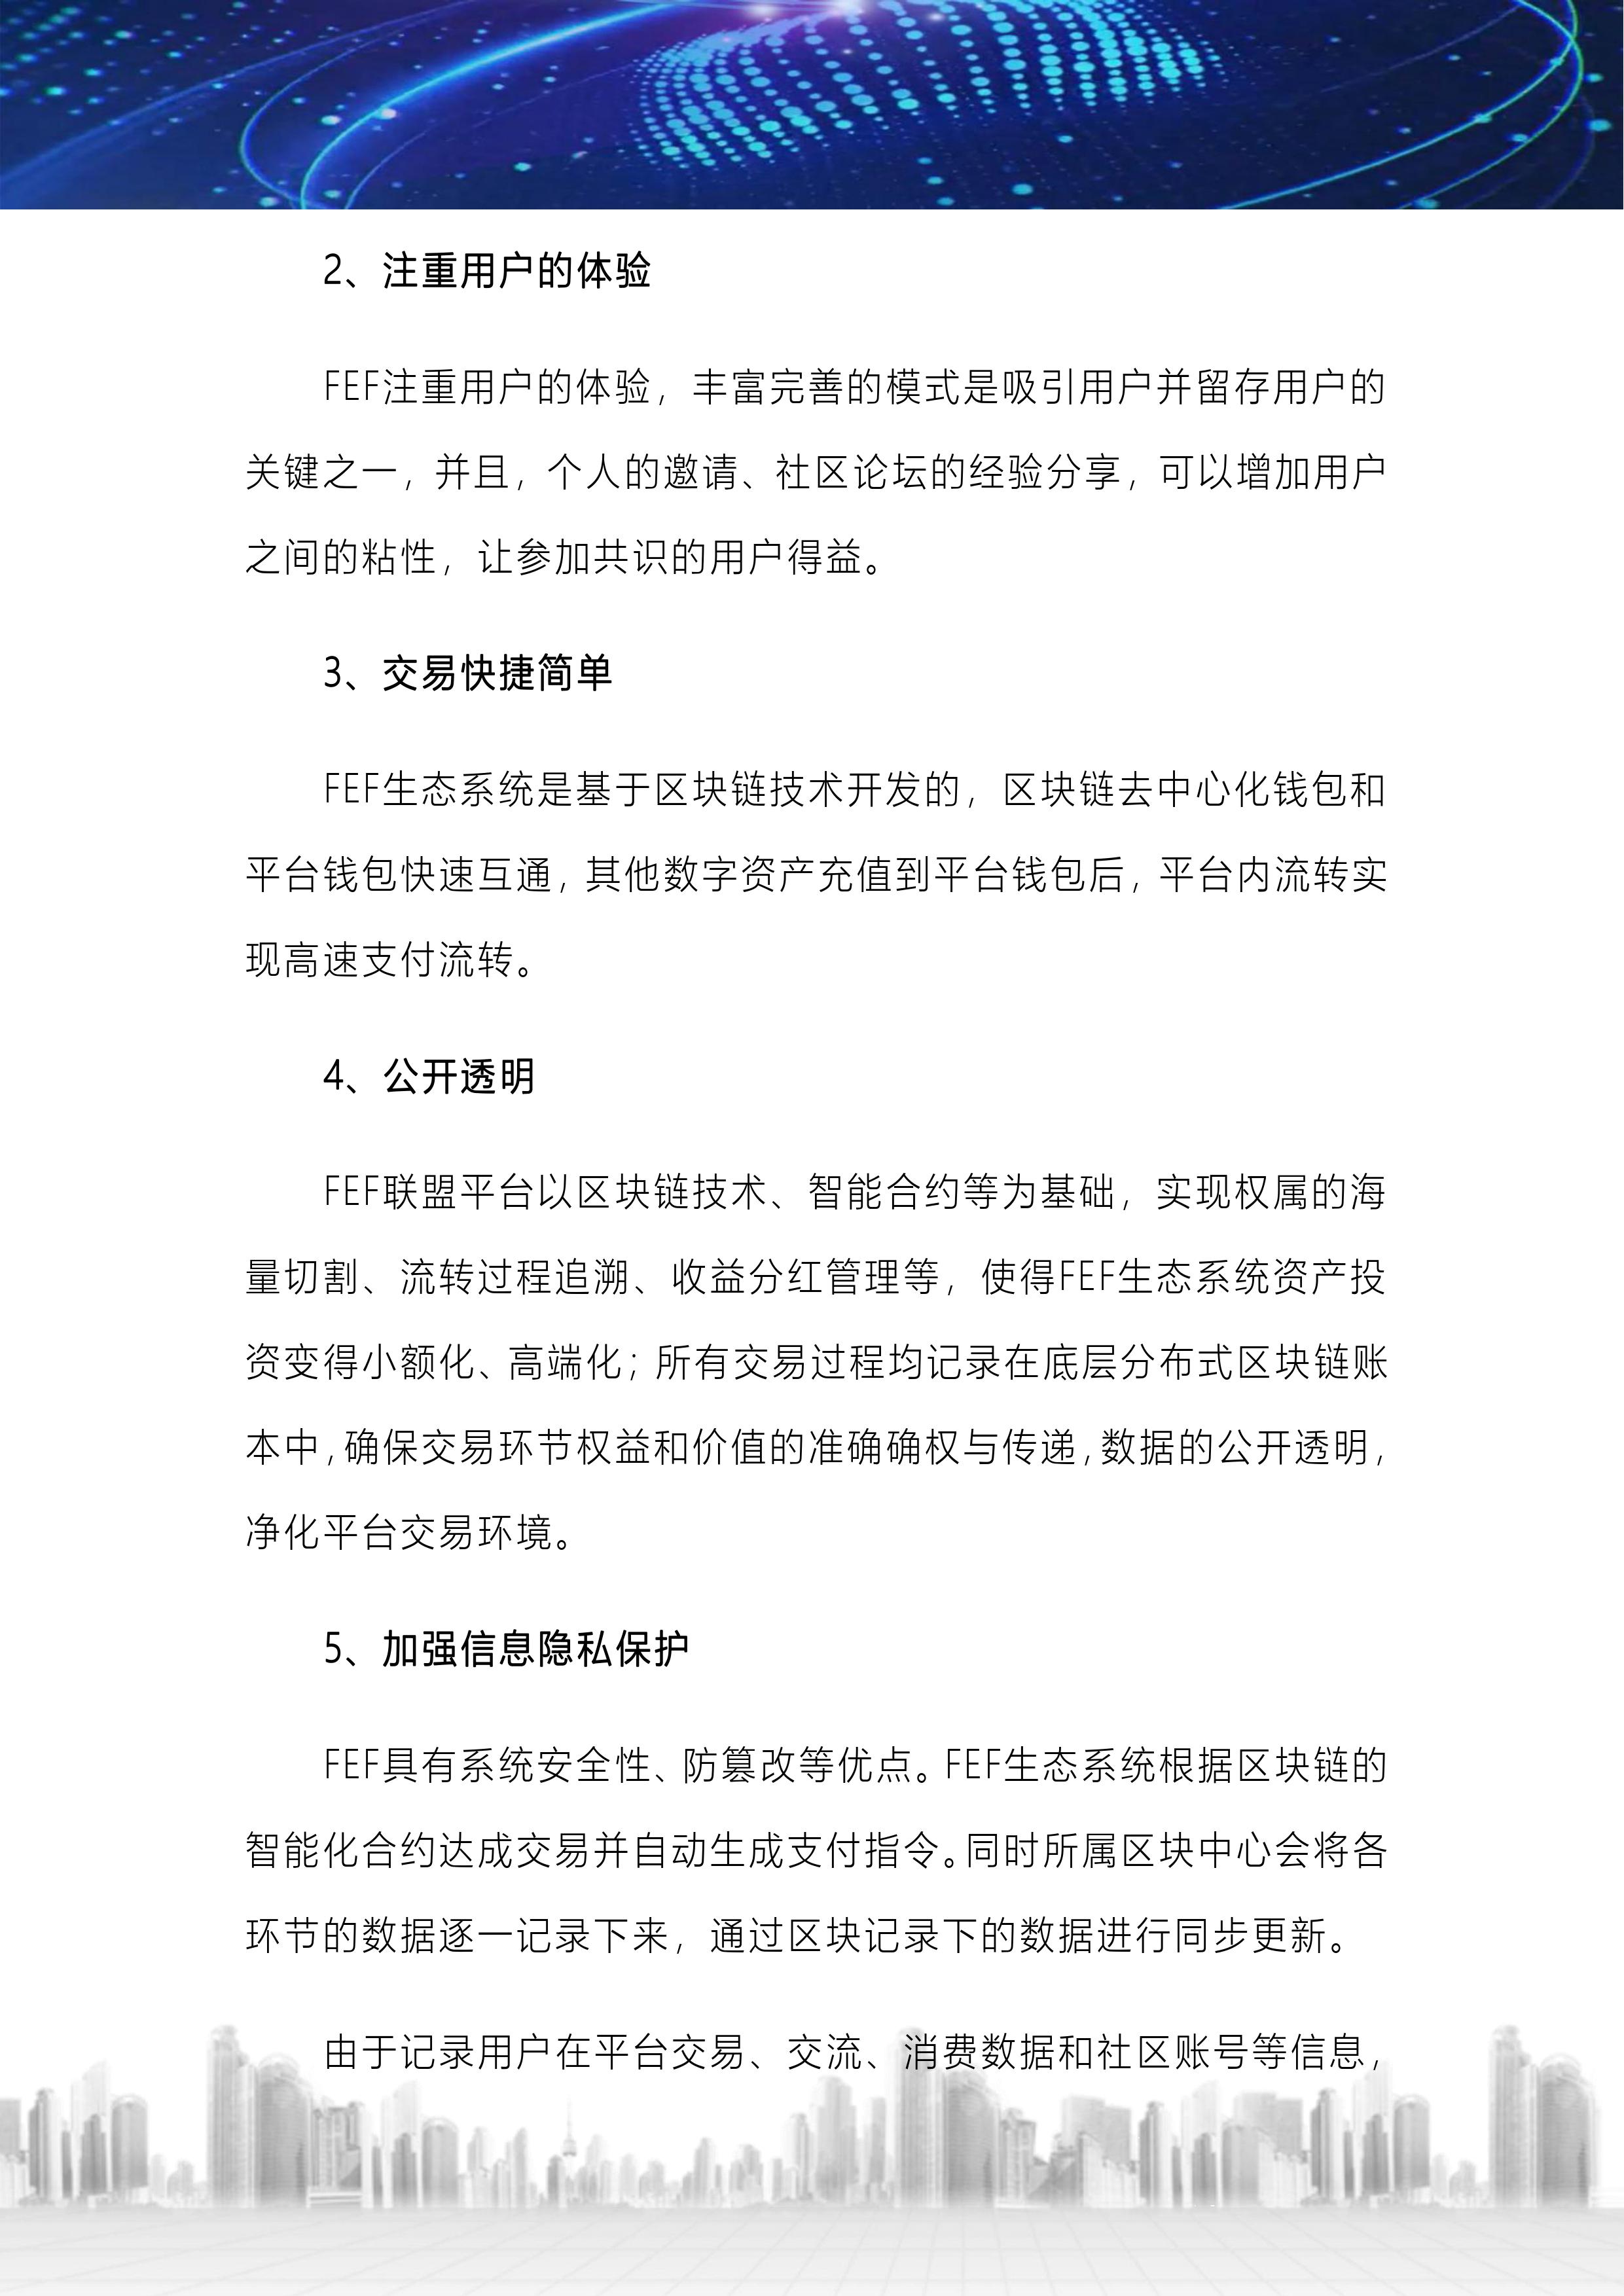 2、注重用户的体验
FEF注重用户的体验，丰富完善的模式是吸引用户并留存用户的
关键之一，并且，个人的邀请、社区论坛的经验分享，可以增加用户
之间的粘性，让参加共识的用户得益。
3、交易快捷简单
FEF生态系统是基于区块链技术开发的，区块链去中心化钱包和
平台钱包快速互通，其他数字资产充值到平台钱包后，平台内流转实
现高速支付流转。
4、公开透明
FEF联盟平台以区块链技术、智能合约等为基础，实现权属的海
量切割、流转过程追溯、收益分红管理等，使得FEF生态系统资产投
资变得小额化、高端化；所有交易过程均记录在底层分布式区块链账
本中，确保交易环节权益和价值的准确确权与传递，数据的公开透明，
净化平台交易环境。
5、加强信息隐私保护
FEF具有系统安全性、防篡改等优点。FEF生态系统根据区块链的
智能化合约达成交易并自动生成支付指令。同时所属区块中心会将各
环节的数据逐一记录下来，通过区块记录下的数据进行同步更新。
由于记录用户在平台交易、交流、消费数据和社区账号等信息，